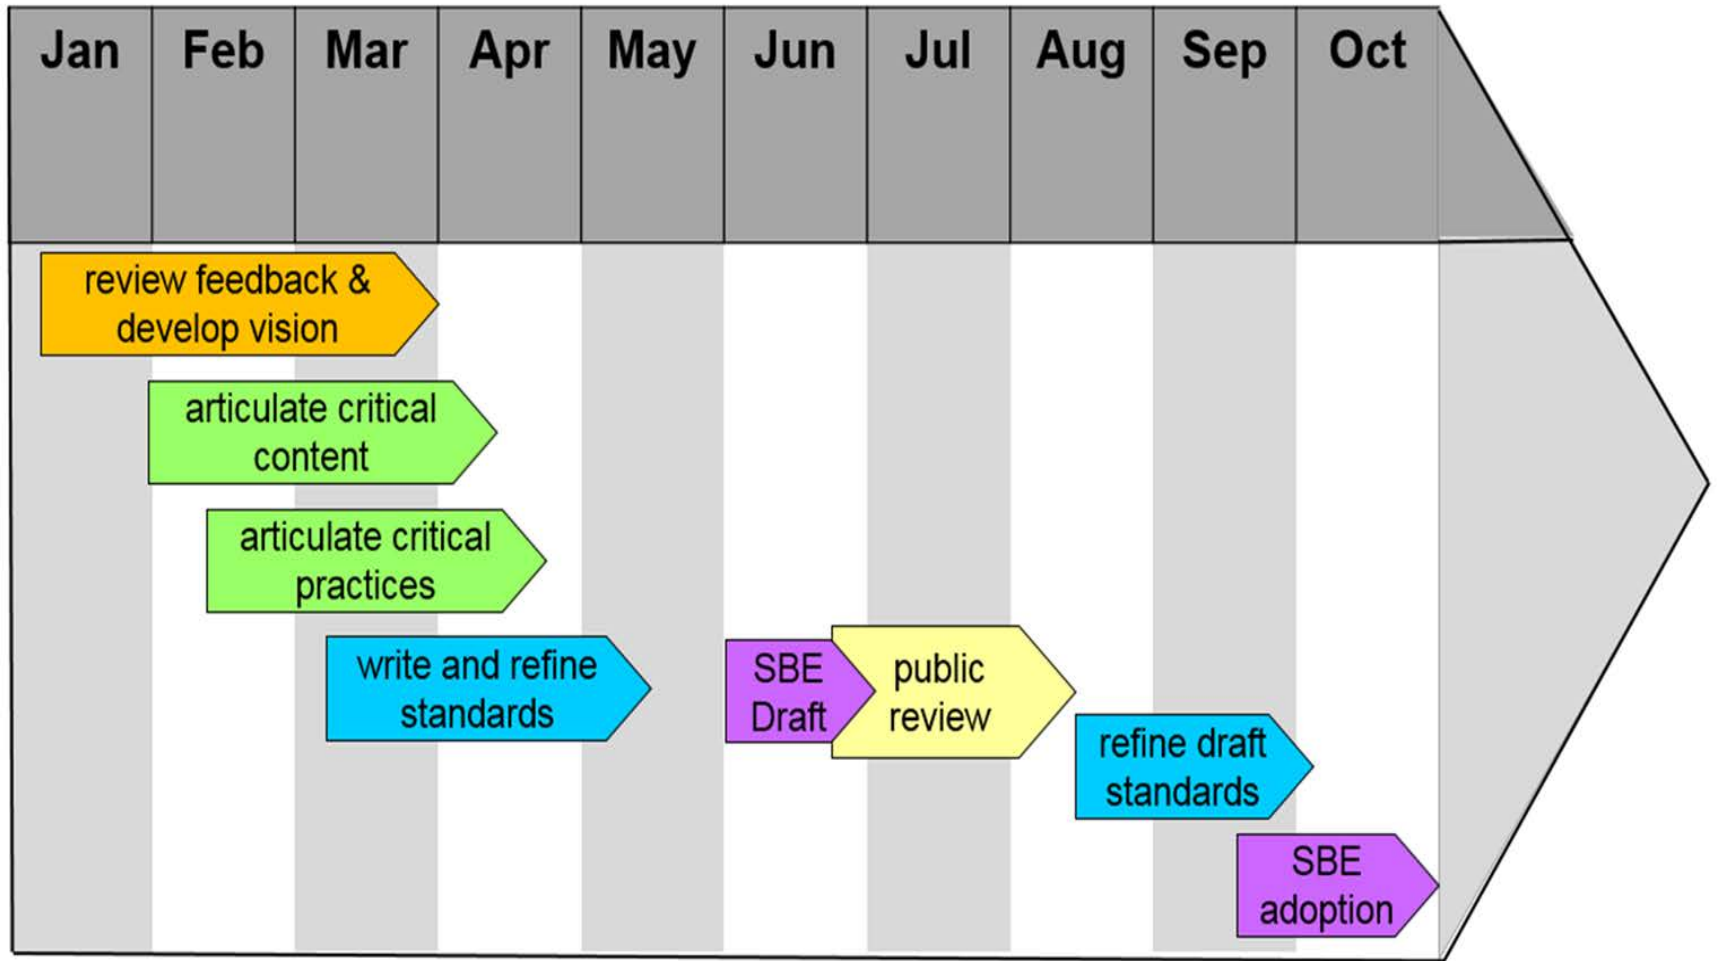 Jan Feb Mar Apr May Jun Jul Aug Sep Oct
review feedback &
develop vision
articulate critical
content
articulate critical
practices
write and refine
standards
SBE
Draft
public
review
refine draft
standards
SBE
adoption